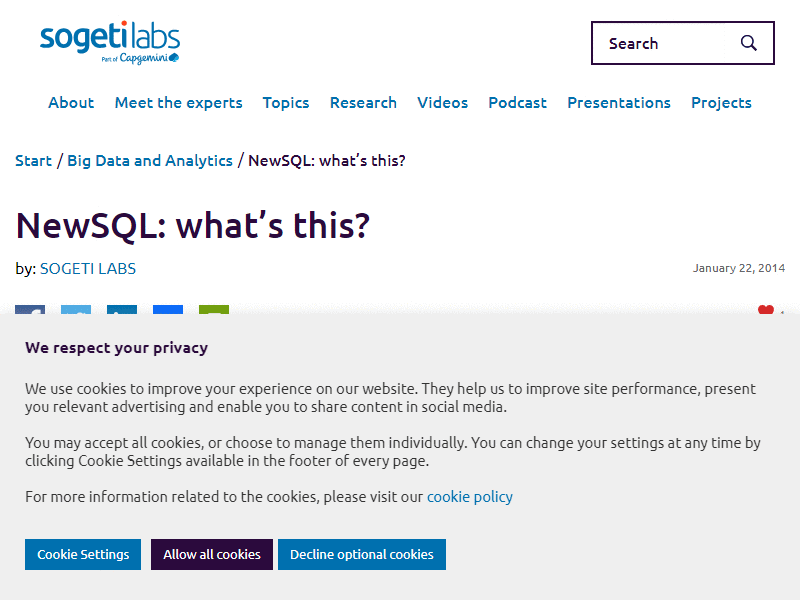 sogetilabs
Part of Capgemini
Search
About Meet the experts Topics Research Videos Podcast Presentations Projects
Start / Big Data and Analytics / NewSQL: what's this?
NewSQL: what's this?
by: SOGETI LABS
January 22, 2014
We respect your privacy
We use cookies to improve your experience on our website. They help us to improve site performance, present
you relevant advertising and enable you to share content in social media.
You may accept all cookies, or choose to manage them individually. You can change your settings at any time by
clicking Cookie Settings available in the footer of every page.
For more information related to the cookies, please visit our cookie policy
Cookie Settings Allow all cookies Decline optional cookies